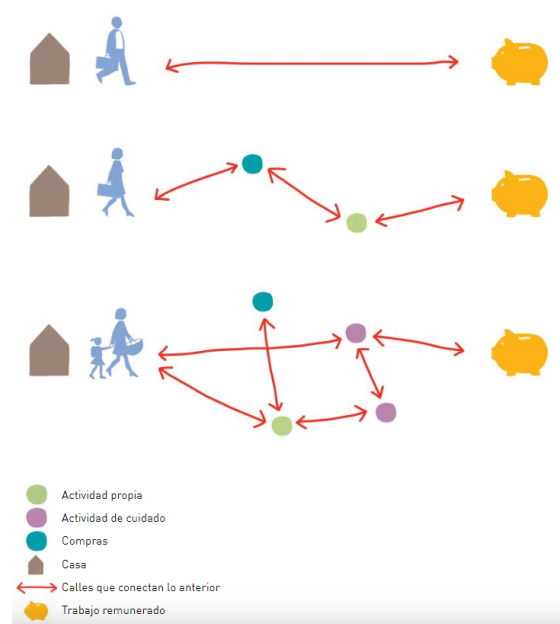 Actividad propia
Actividad de cuidado
Compras
Casa
Calles que conectan lo anterior
Trabajo remunerado